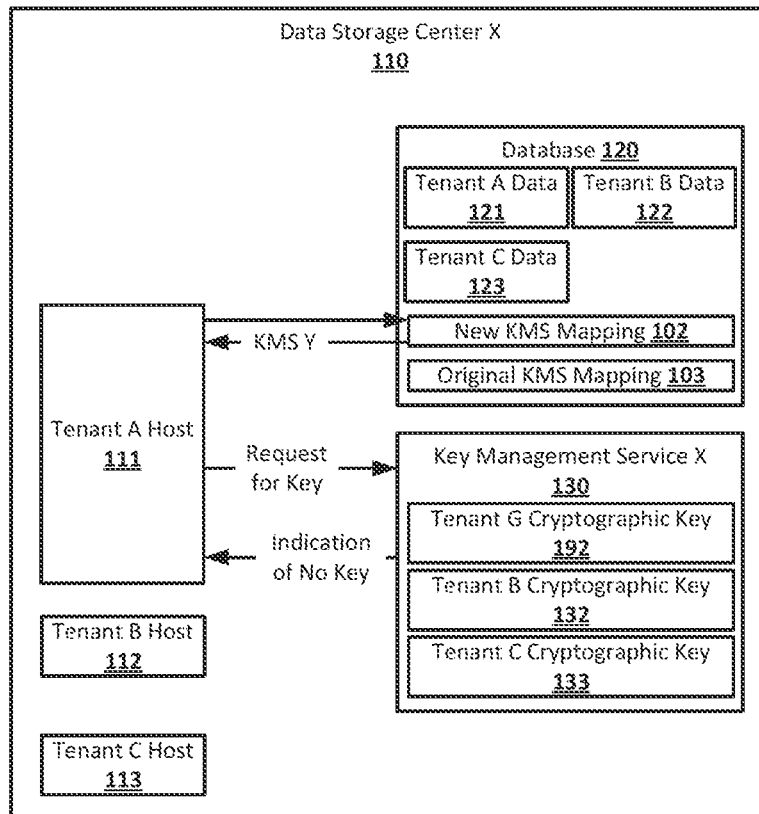 Data Storage Center X
110
Database 120
Tenant A Data
121
Tenant B Data
122
Tenant C Data
123
New KMS Mapping 102
KMS Y
Original KMS Mapping 103
Tenant A Host
111
Request
for Key
Indication
of No Key
Key Management Service X
130
Tenant G Cryptographic Key
192
Tenant B Cryptographic Key
132
Tenant C Cryptographic Key
133
Tenant B Host
112
Tenant C Host
113